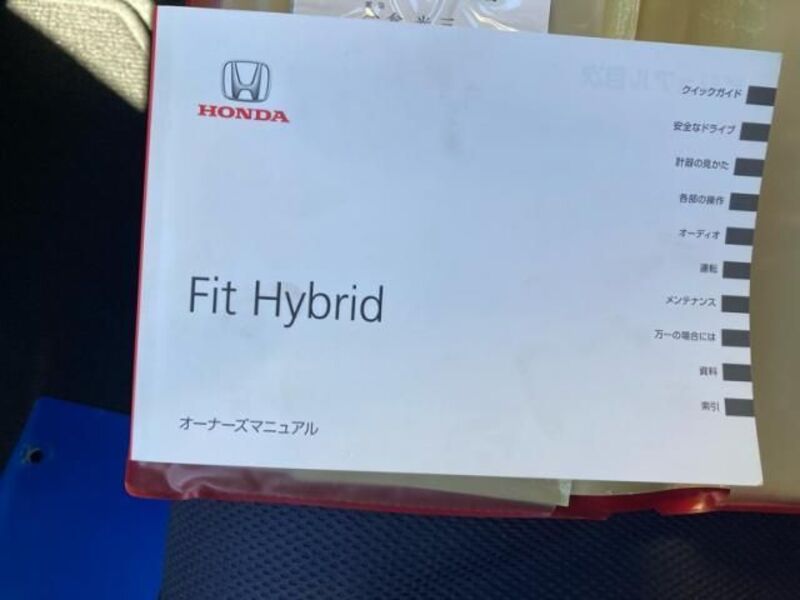 HONDA
Fit Hybrid
オーナーズマニュアル
クイックガイド
安全なドライブ
計器の見かた
各部の操作
オーディオ
運転
メンテナンス
万一の場合には
資料
索引